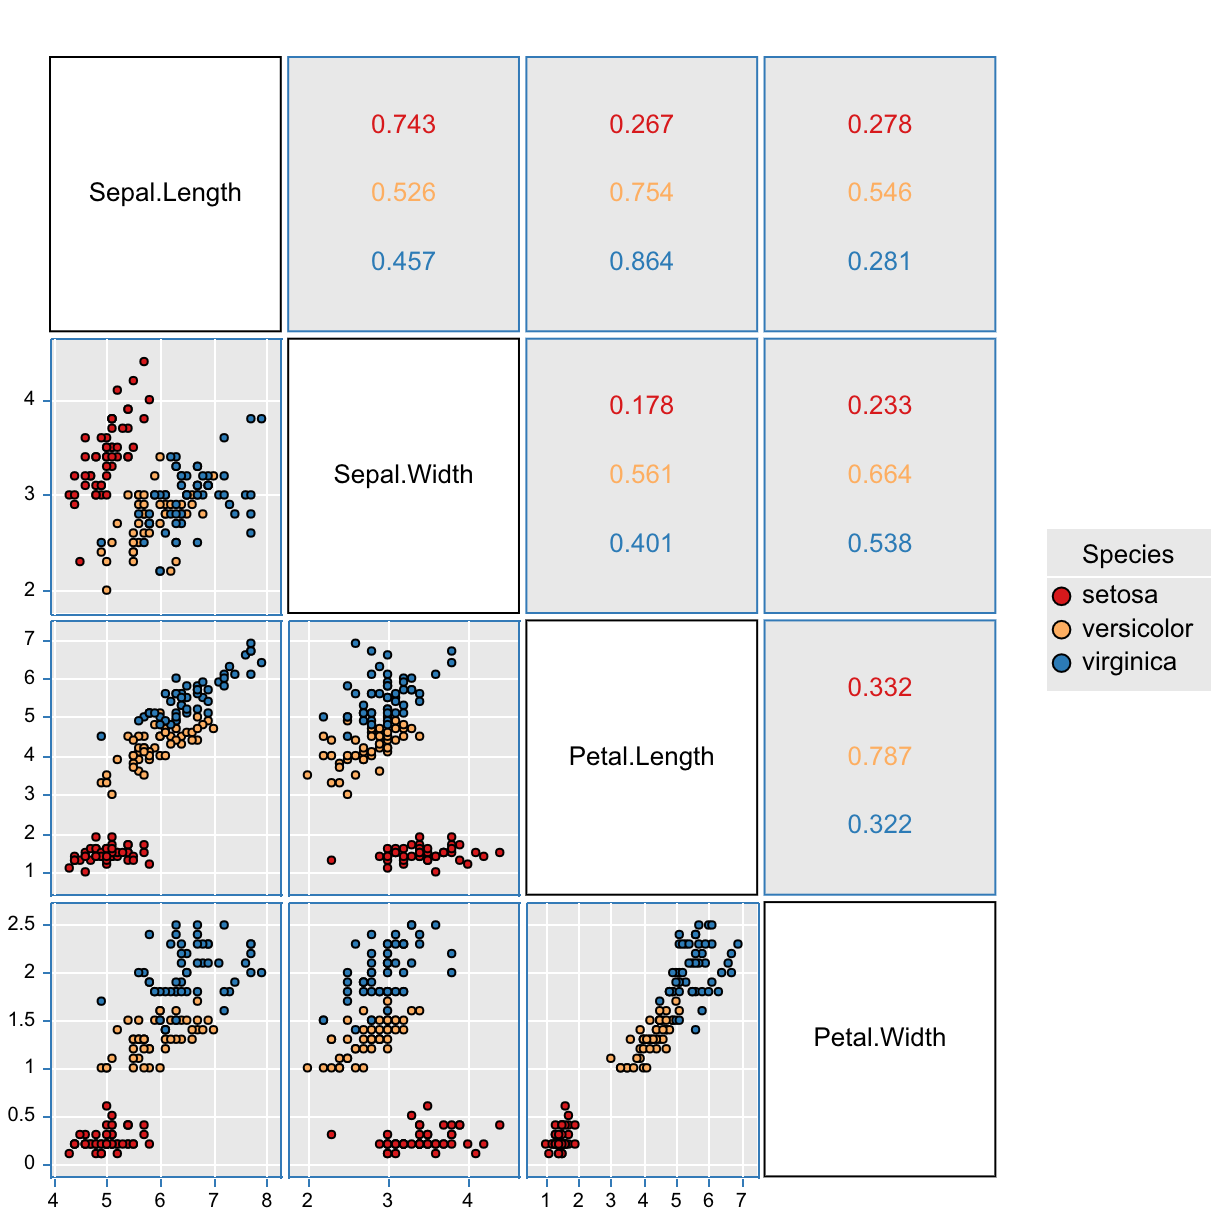 0.743 0.267 0.278
Sepal.Length 0.526 0.754 0.546
0.457 0.864 0.281
4
3
2
0.178 0.233
Sepal.Width 0.561 0.664
0.401 0.538
Species
setosa
versicolor
virginica
7
6
5
4
3
2
1
0.332
Petal.Length 0.787
0.322
2.5
2
1.5
1
0.5
0
Petal.Width
4 5 6 7 8 2 3 4 1 2 3 4 5 6 7